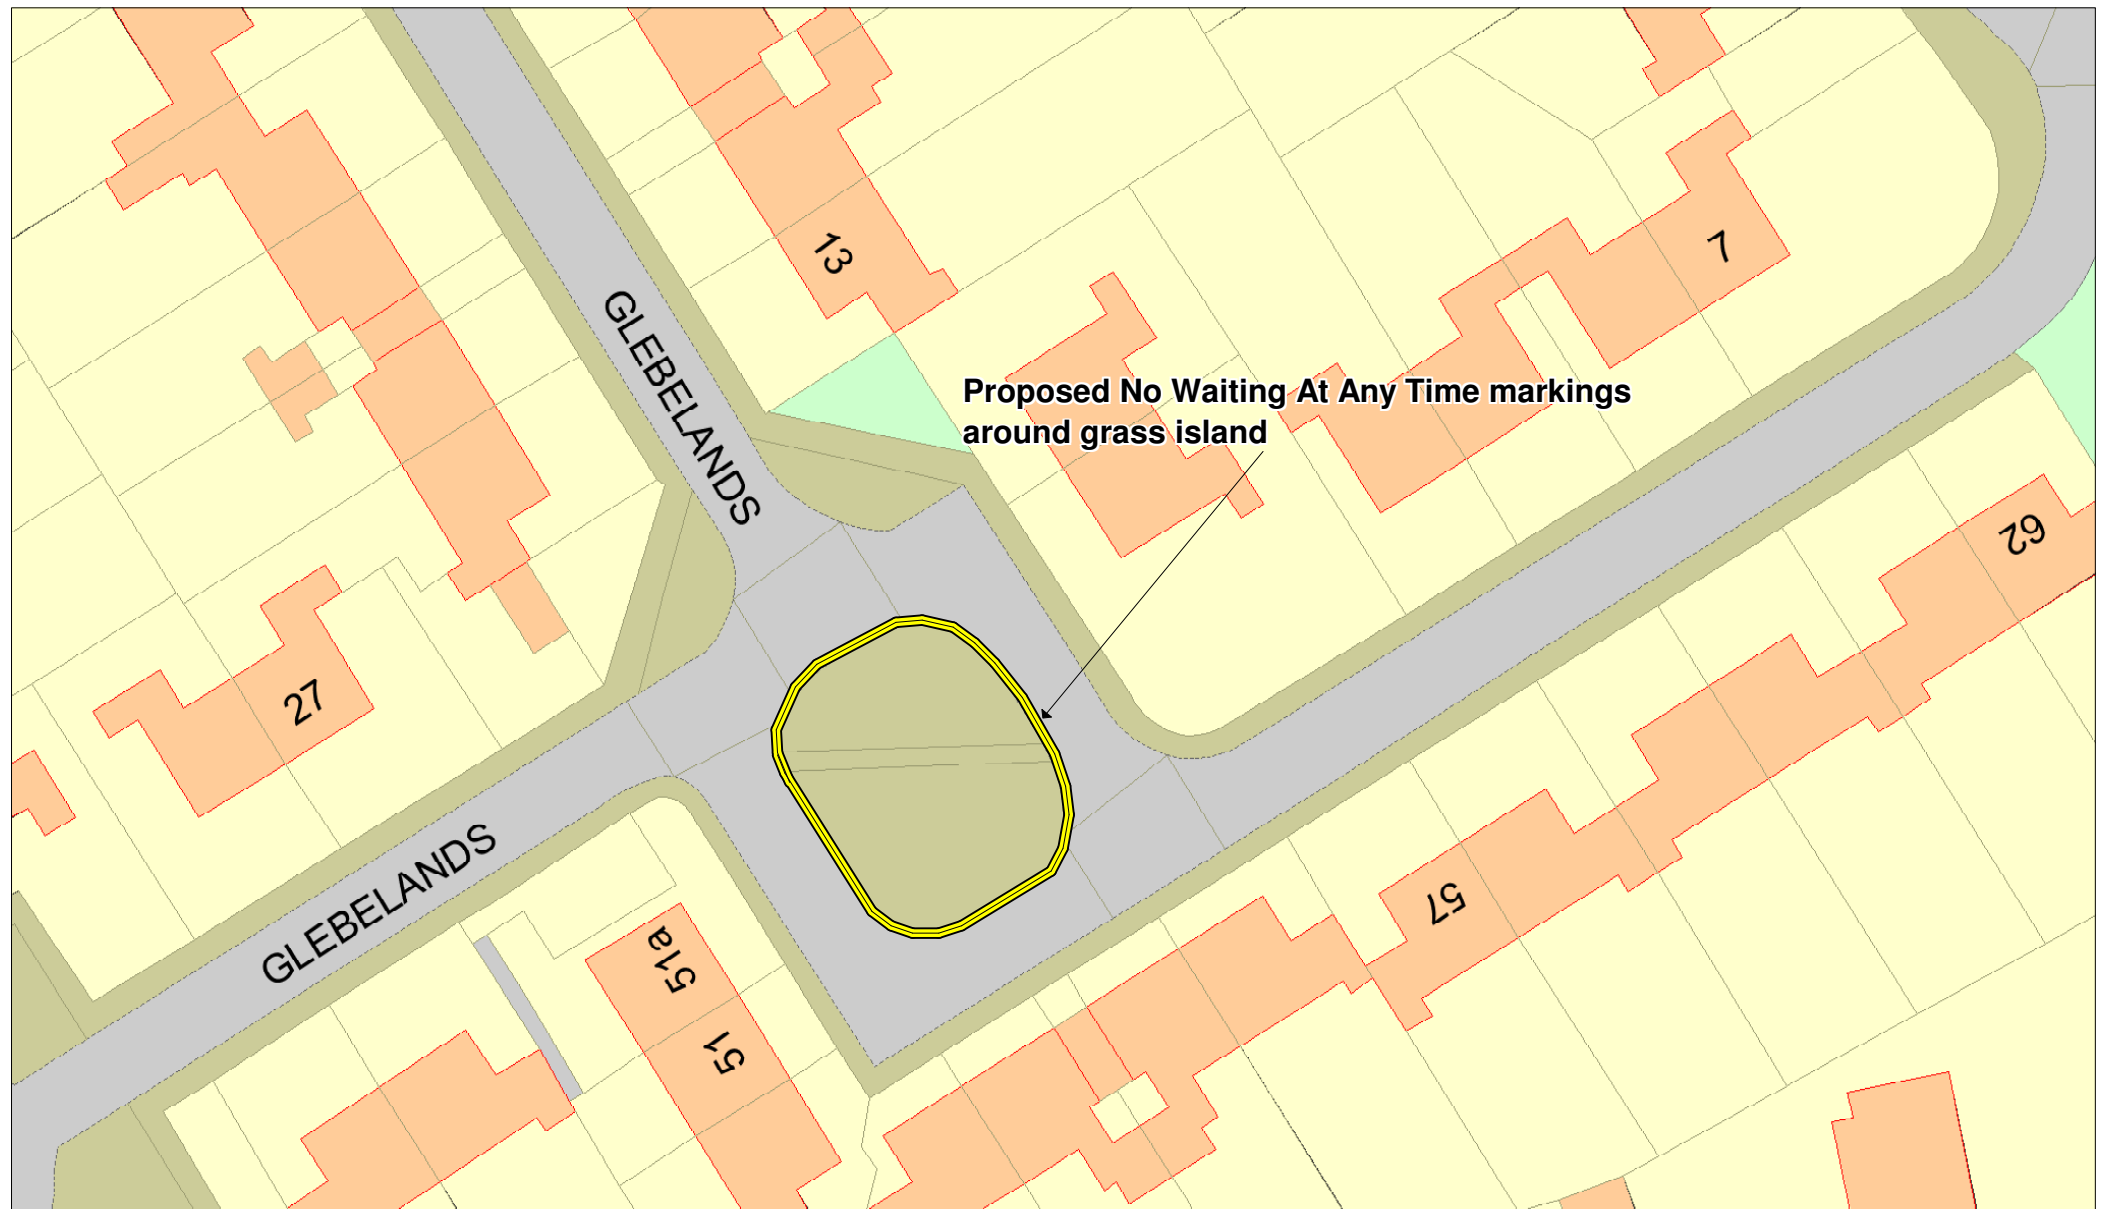 13
7
GLEBELANDS
Proposed No Waiting At Any Time markings
around grass island
62
27
57
GLEBELANDS
51a
51